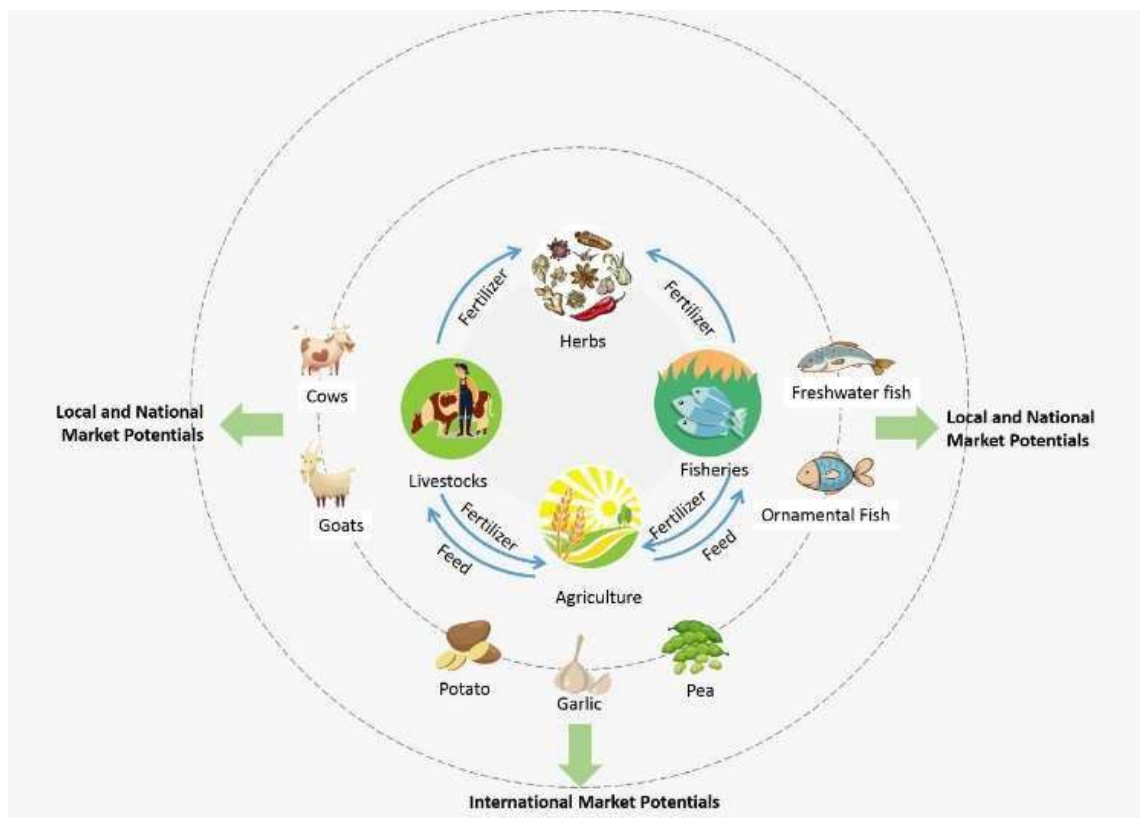 Fertilizer
Fertilizer
Herbs
Cows
Freshwater fish
Local and National
Market Potentials
Local and National
Market Potentials
Livestocks
Fisheries
Goats
Ornamental Fish
Fertilizer
Feed
Fertilizer
Feed
Agriculture
Potato
Garlic
Pea
International Market Potentials